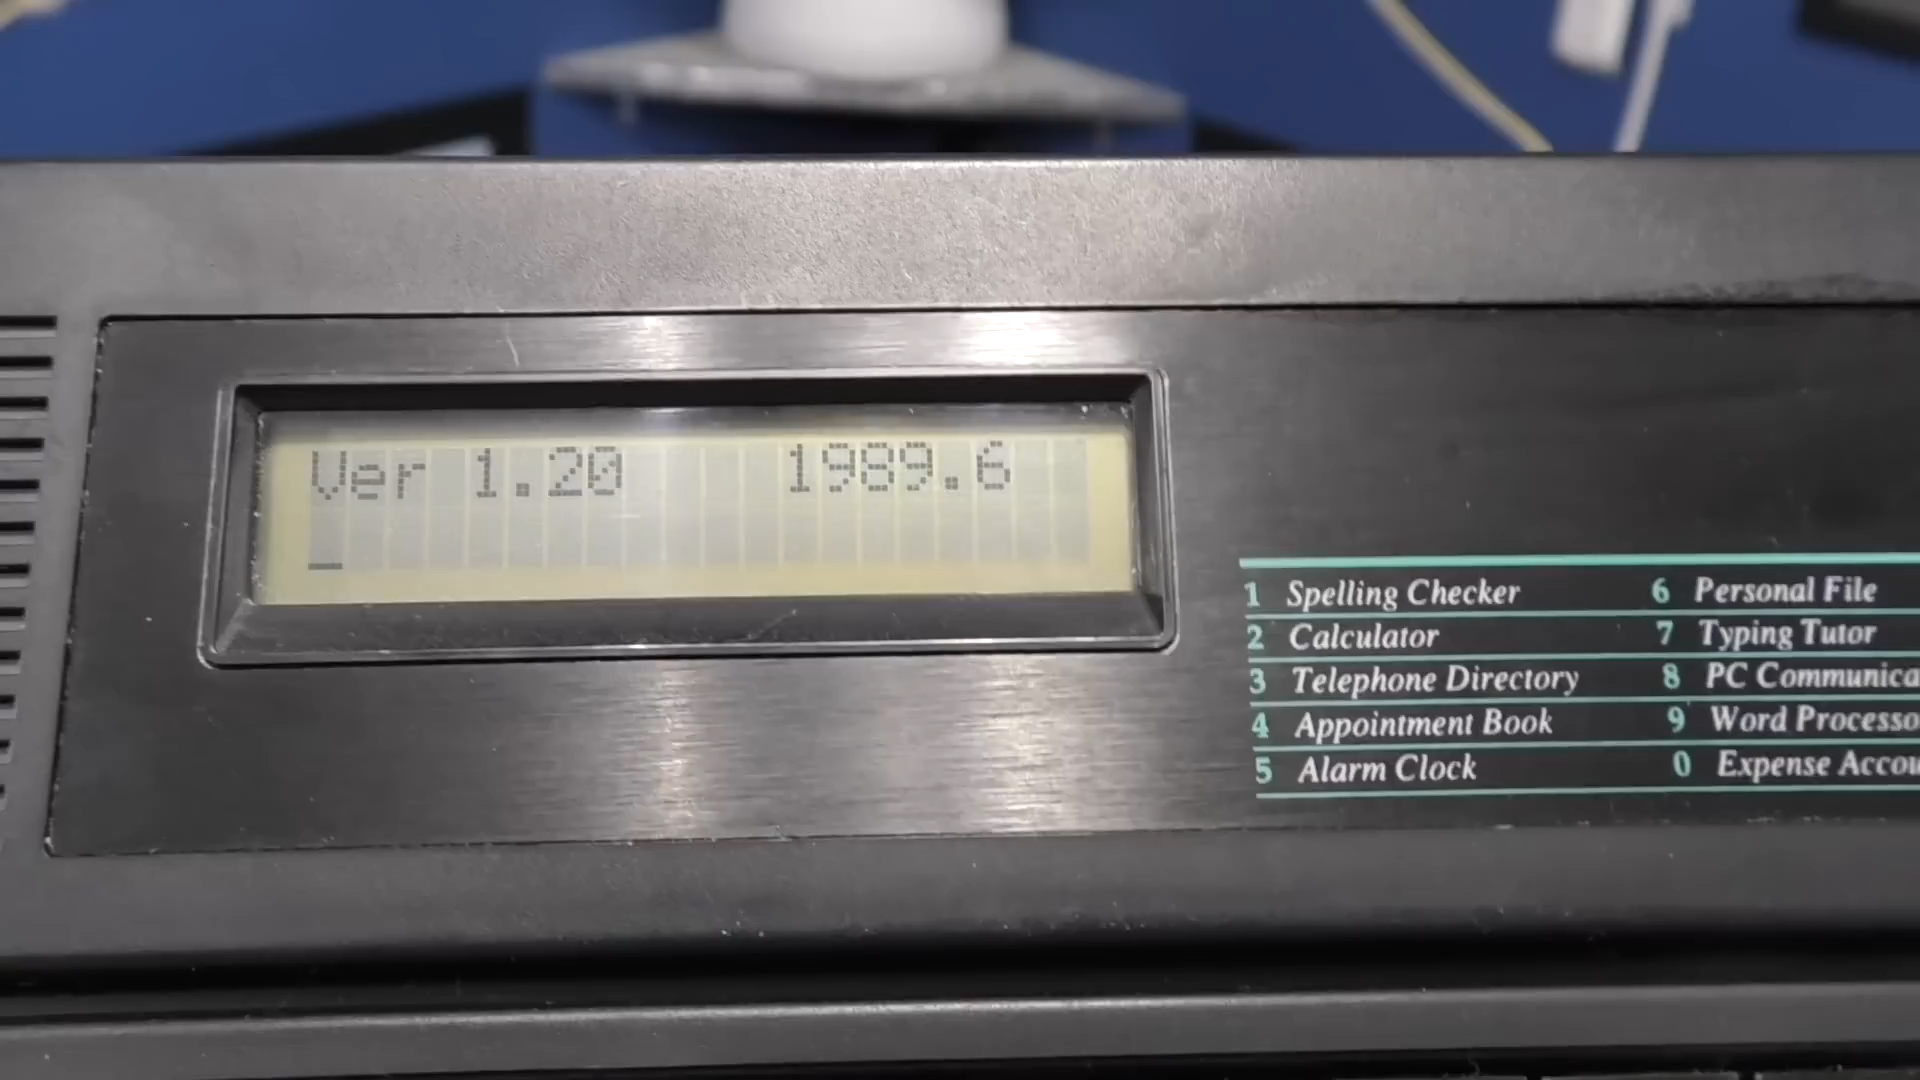 Ver 1.20 1989.6
_
1 Spelling Checker 6 Personal File
2 Calculator 7 Typing Tutor
3 Telephone Directory 8 PC Communica
4 Appointment Book 9 Word Processo
5 Alarm Clock 0 Expense Accou